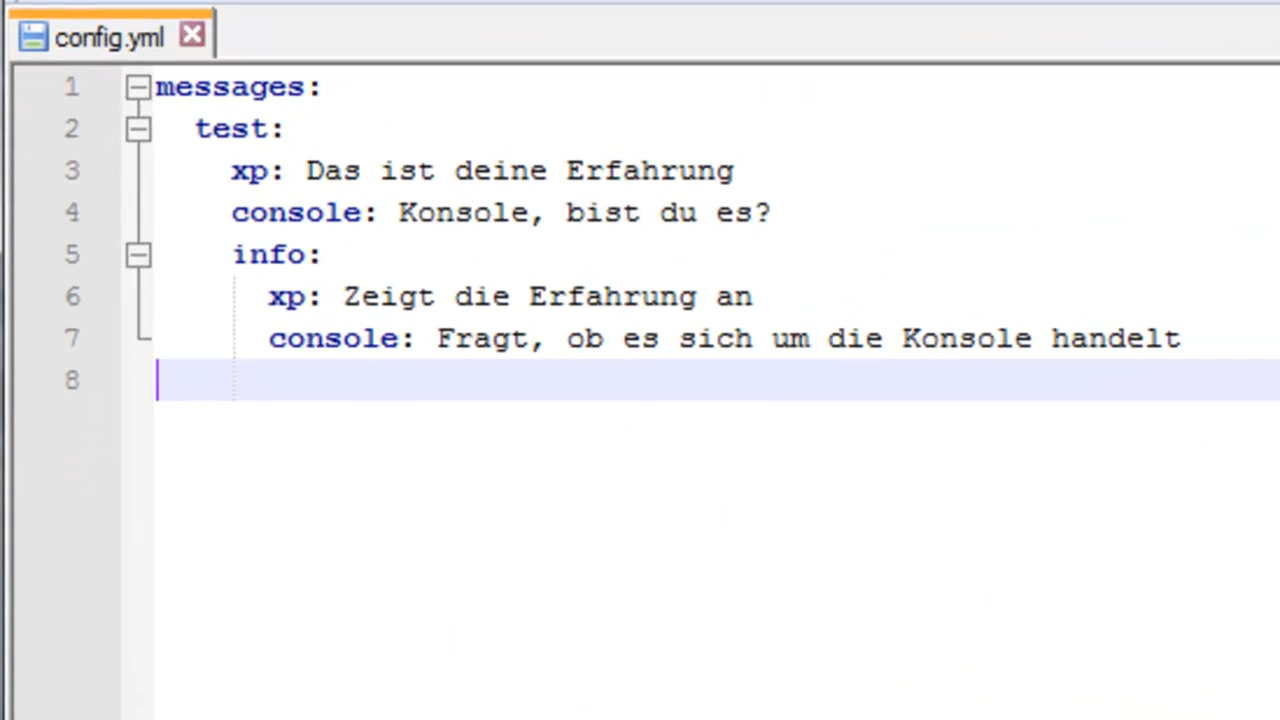 config.yml
1 messages:
2   test:
3     xp: Das ist deine Erfahrung
4     console: Konsole, bist du es?
5     info:
6       xp: Zeigt die Erfahrung an
7       console: Fragt, ob es sich um die Konsole handelt
8